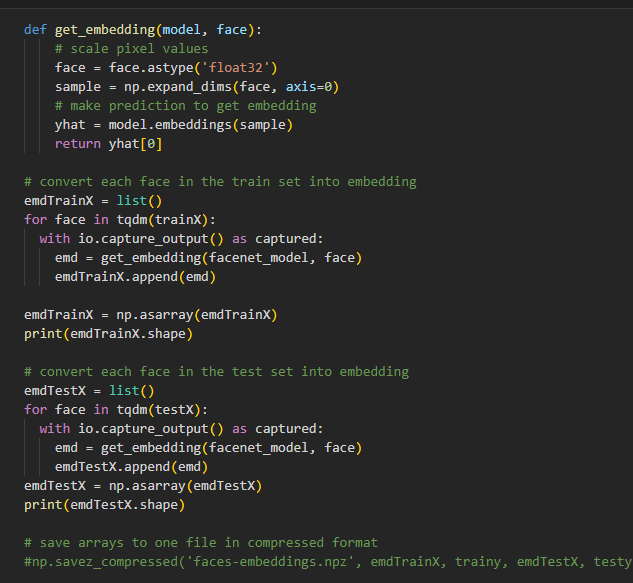 def get_embedding(model, face):
    # scale pixel values
    face = face.astype('float32')
    sample = np.expand_dims(face, axis=0)
    # make prediction to get embedding
    yhat = model.embeddings(sample)
    return yhat[0]

# convert each face in the train set into embedding
emdTrainX = list()
for face in tqdm(trainX):
  with io.capture_output() as captured:
    emd = get_embedding(facenet_model, face)
    emdTrainX.append(emd)

emdTrainX = np.asarray(emdTrainX)
print(emdTrainX.shape)

# convert each face in the test set into embedding
emdTestX = list()
for face in tqdm(testX):
  with io.capture_output() as captured:
    emd = get_embedding(facenet_model, face)
    emdTestX.append(emd)
emdTestX = np.asarray(emdTestX)
print(emdTestX.shape)

# save arrays to one file in compressed format
#np.savez_compressed('faces-embeddings.npz', emdTrainX, trainy, emdTestX, testy